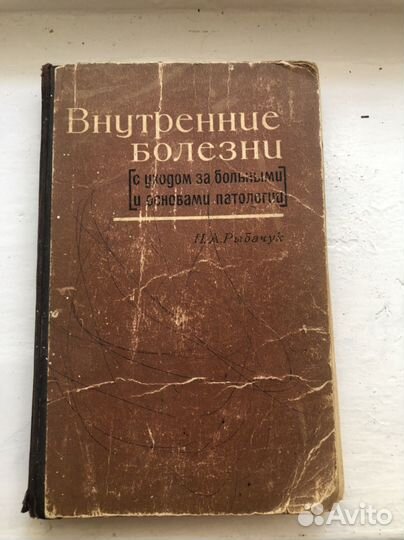 Внутренние
болезни
[с уходом за больными]
[и основами патологии]
И. А. Рыбачук
Avito